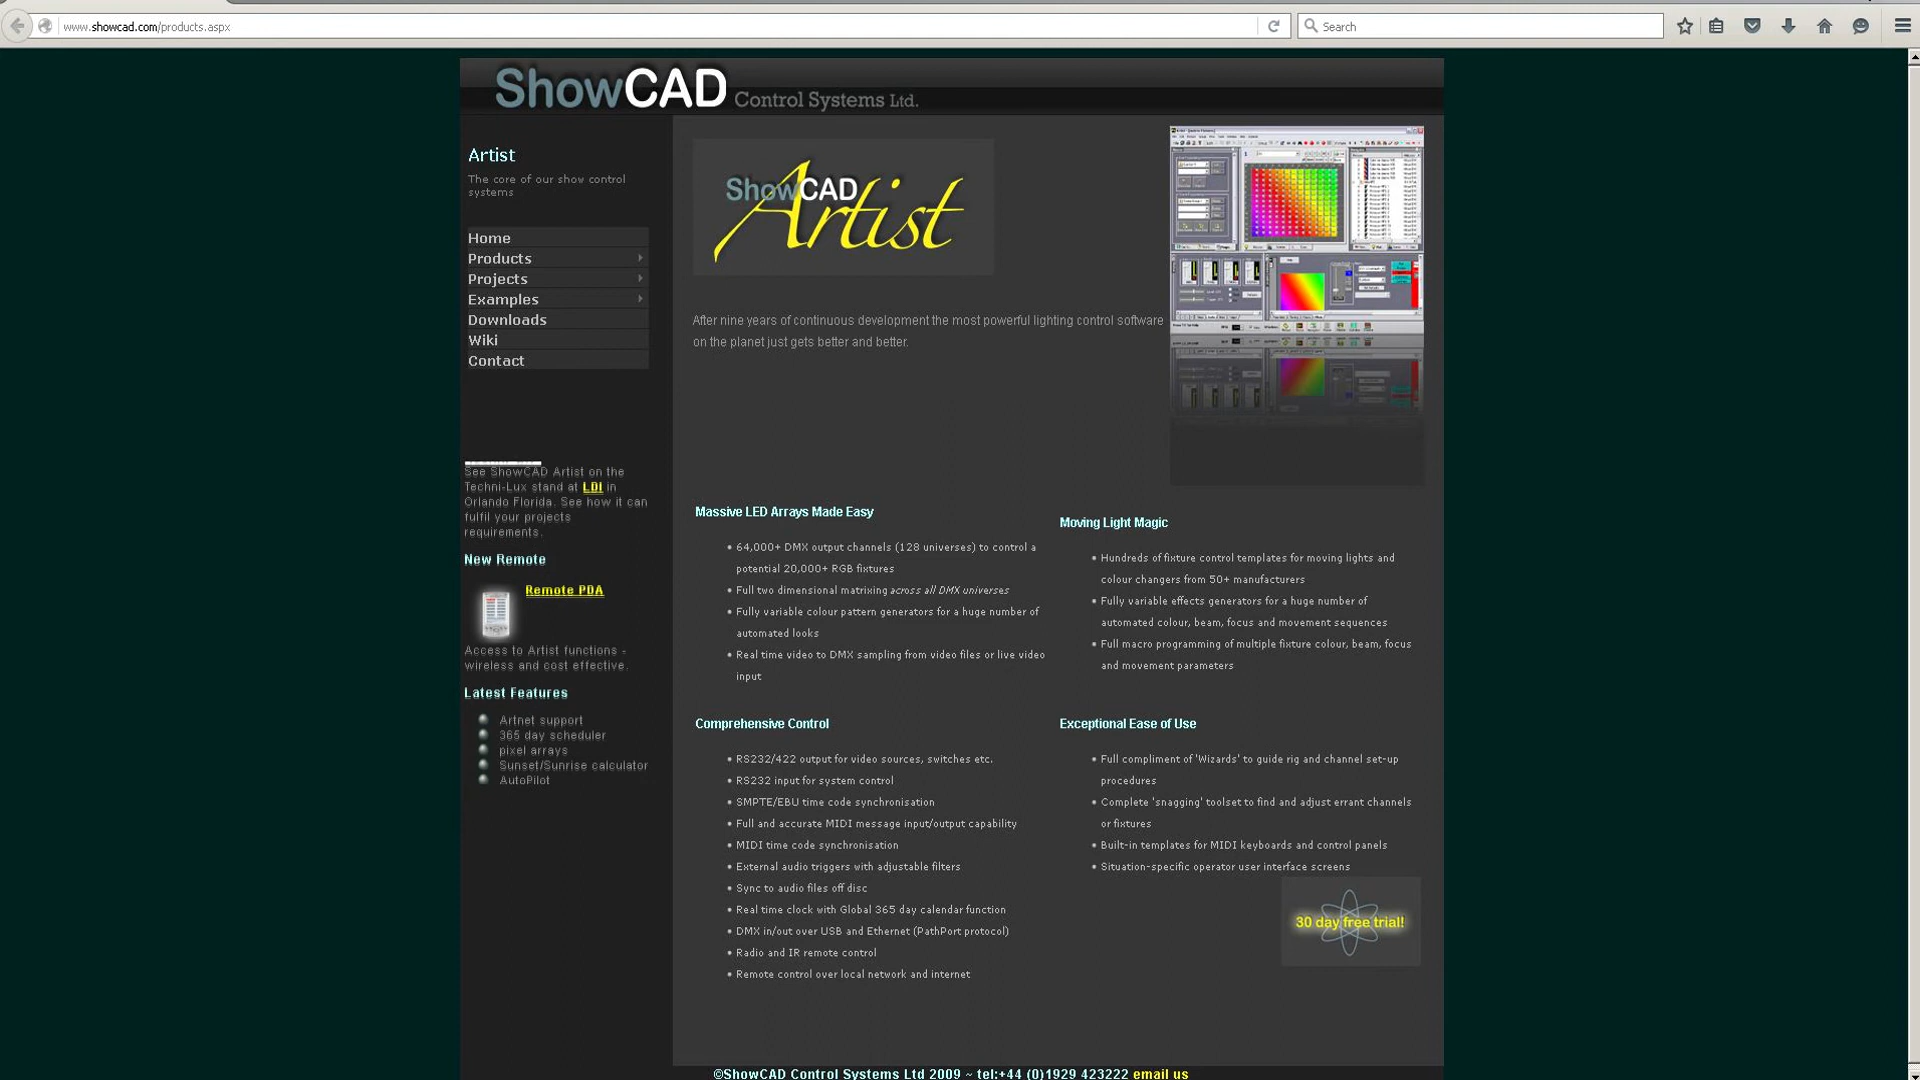 www.showcad.com/products.aspx
Search
ShowCAD Control Systems Ltd.
Artist
The core of our show control
systems
Home
Products
Projects
Examples
Downloads
Wiki
Contact
See ShowCAD Artist on the
Techni-Lux stand at LDI in
Orlando Florida. See how it can
fulfil your projects
requirements.
New Remote
Remote PDA
Access to Artist functions -
wireless and cost effective.
Latest Features
Artnet support
365 day scheduler
pixel arrays
Sunset/Sunrise calculator
AutoPilot
ShowCAD
Artist
After nine years of continuous development the most powerful lighting control software
on the planet just gets better and better.
Massive LED Arrays Made Easy
64,000+ DMX output channels (128 universes) to control a
potential 20,000+ RGB fixtures
Full two dimensional matrixing across all DMX universes
Fully variable colour pattern generators for a huge number of
automated looks
Real time video to DMX sampling from video files or live video
input
Moving Light Magic
Hundreds of fixture control templates for moving lights and
colour changers from 50+ manufacturers
Fully variable effects generators for a huge number of
automated colour, beam, focus and movement sequences
Full macro programming of multiple fixture colour, beam, focus
and movement parameters
Comprehensive Control
RS232/422 output for video sources, switches etc.
RS232 input for system control
SMPTE/EBU time code synchronisation
Full and accurate MIDI message input/output capability
MIDI time code synchronisation
External audio triggers with adjustable filters
Sync to audio files off disc
Real time clock with Global 365 day calendar function
DMX in/out over USB and Ethernet (PathPort protocol)
Radio and IR remote control
Remote control over local network and internet
Exceptional Ease of Use
Full compliment of 'Wizards' to guide rig and channel set-up
procedures
Complete 'snagging' toolset to find and adjust errant channels
or fixtures
Built-in templates for MIDI keyboards and control panels
Situation-specific operator user interface screens
30 day free trial!
©ShowCAD Control Systems Ltd 2009 ~ tel:+44 (0)1929 423222 email us